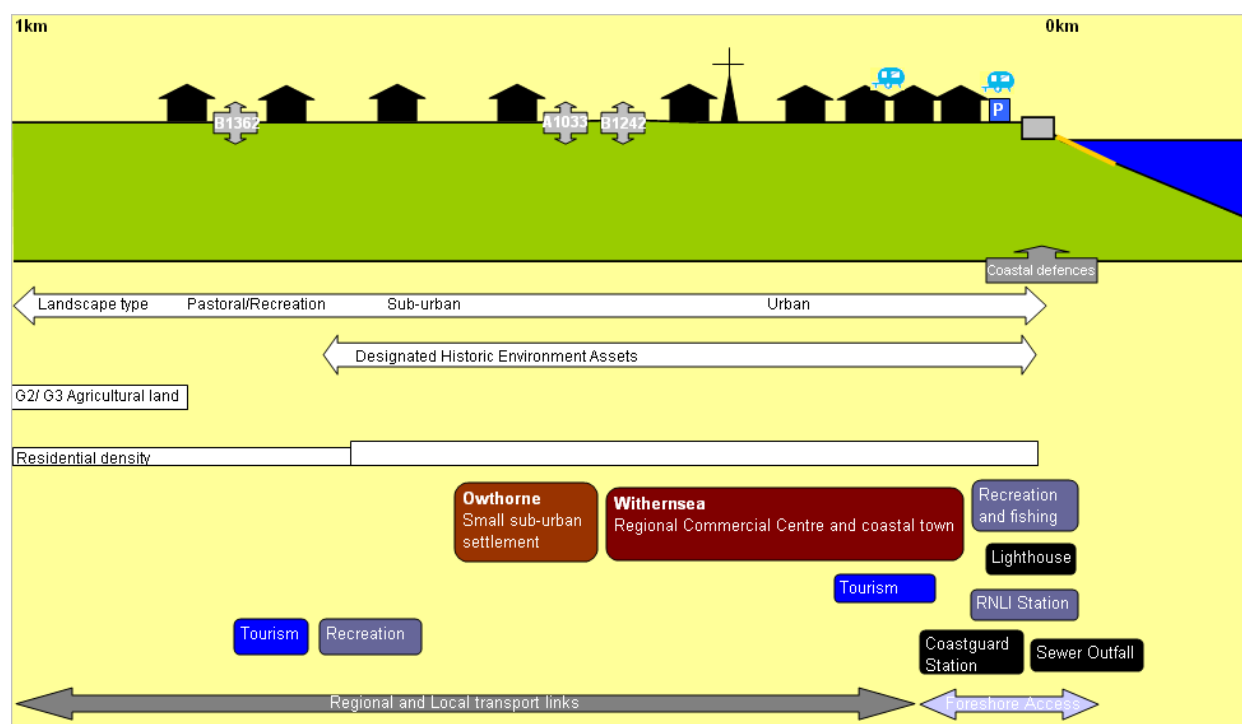 1km
0km
B1362
A1033
B1242
P
Coastal defences
Landscape type
Pastoral/Recreation
Sub-urban
Urban
Designated Historic Environment Assets
G2/ G3 Agricultural land
Residential density
Owthorne
Small sub-urban
settlement
Withernsea
Regional Commercial Centre and coastal town
Recreation
and fishing
Lighthouse
Tourism
RNLI Station
Tourism
Recreation
Coastguard
Station
Sewer Outfall
Regional and Local transport links
Foreshore Access